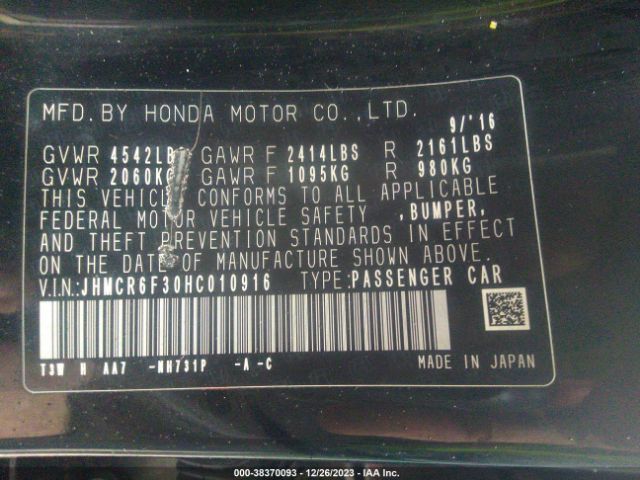 MFD. BY HONDA MOTOR CO., LTD.
9/'16
GVWR 4542LBS GAWR F 2414LBS R 2161LBS
GVWR 2060KG GAWR F 1095KG R 980KG
THIS VEHICLE CONFORMS TO ALL APPLICABLE
FEDERAL MOTOR VEHICLE SAFETY ,BUMPER,
AND THEFT PREVENTION STANDARDS IN EFFECT
ON THE DATE OF MANUFACTURE SHOWN ABOVE.
V.I.N.:JHMCR6F30HC010916 TYPE:PASSENGER CAR
T3W H AA7 -NH731P -A -C
MADE IN JAPAN
000-38370093 - 12/26/2023 - IAA Inc.